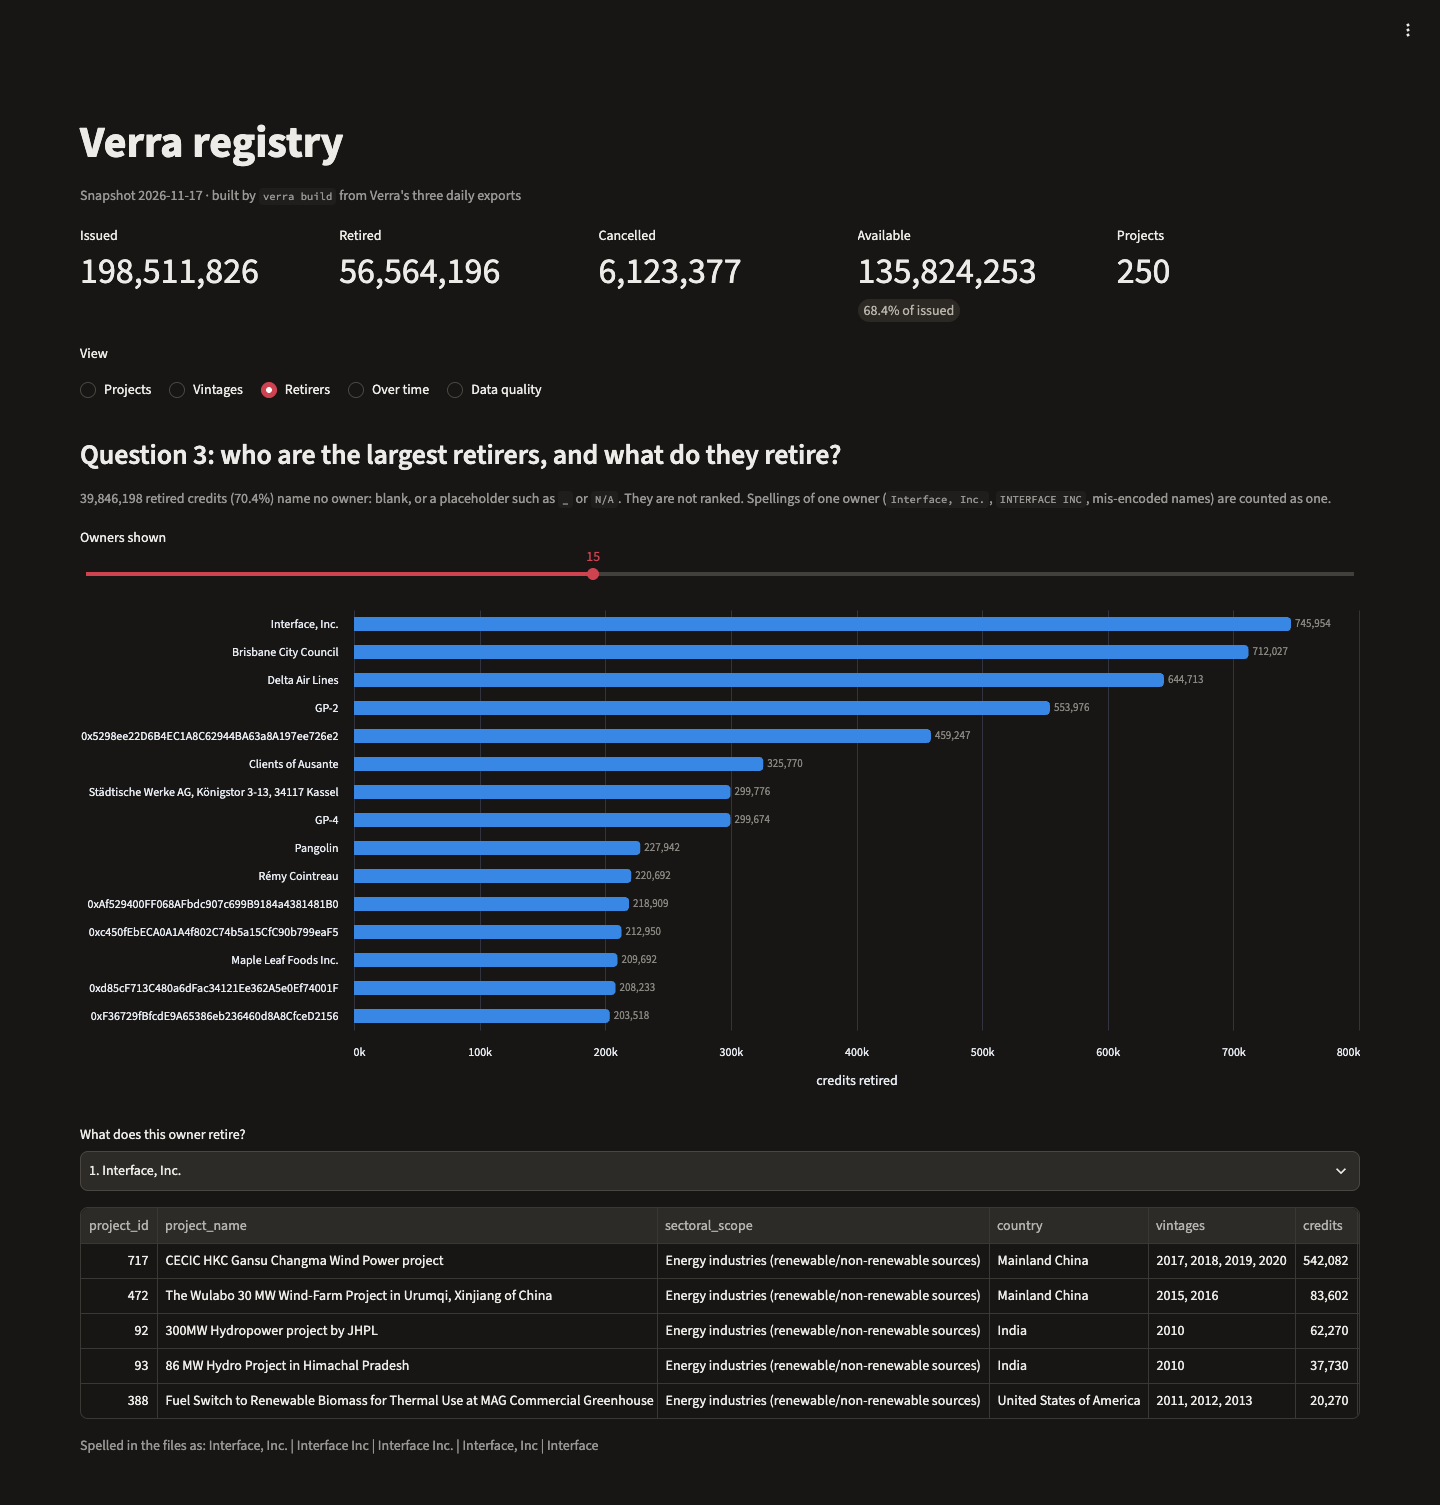 Verra registry
Snapshot 2026-11-17 · built by verra build from Verra's three daily exports
Issued Retired Cancelled Available Projects
198,511,826 56,564,196 6,123,377 135,824,253 250
68.4% of issued
View
Projects Vintages Retirers Over time Data quality
Question 3: who are the largest retirers, and what do they retire?
39,846,198 retired credits (70.4%) name no owner: blank, or a placeholder such as _ or N/A. They are not ranked. Spellings of one owner (Interface, Inc., INTERFACE INC, mis-encoded names) are counted as one.
Owners shown
15
Interface, Inc. 745,954
Brisbane City Council 712,027
Delta Air Lines 644,713
GP-2 553,976
0x5298ee22D6B4EC1A8C62944BA63a8A197ee726e2 459,247
Clients of Ausante 325,770
Städtische Werke AG, Königstor 3-13, 34117 Kassel 299,776
GP-4 299,674
Pangolin 227,942
Rémy Cointreau 220,692
0xAf529400FF068AFbdc907c699B9184a4381481B0 218,909
0xc450fEbECA0A1A4f802C74b5a15CfC90b799eaF5 212,950
Maple Leaf Foods Inc. 209,692
0xd85cF713C480a6dFac34121Ee362A5e0Ef74001F 208,233
0xF36729fBfcdE9A65386eb236460d8A8CfceD2156 203,518
0k 100k 200k 300k 400k 500k 600k 700k 800k
credits retired
What does this owner retire?
1. Interface, Inc.
project_id project_name sectoral_scope country vintages credits
717 CECIC HKC Gansu Changma Wind Power project Energy industries (renewable/non-renewable sources) Mainland China 2017, 2018, 2019, 2020 542,082
472 The Wulabo 30 MW Wind-Farm Project in Urumqi, Xinjiang of China Energy industries (renewable/non-renewable sources) Mainland China 2015, 2016 83,602
92 300MW Hydropower project by JHPL Energy industries (renewable/non-renewable sources) India 2010 62,270
93 86 MW Hydro Project in Himachal Pradesh Energy industries (renewable/non-renewable sources) India 2010 37,730
388 Fuel Switch to Renewable Biomass for Thermal Use at MAG Commercial Greenhouse Energy industries (renewable/non-renewable sources) United States of America 2011, 2012, 2013 20,270
Spelled in the files as: Interface, Inc. | Interface Inc | Interface Inc. | Interface, Inc | Interface